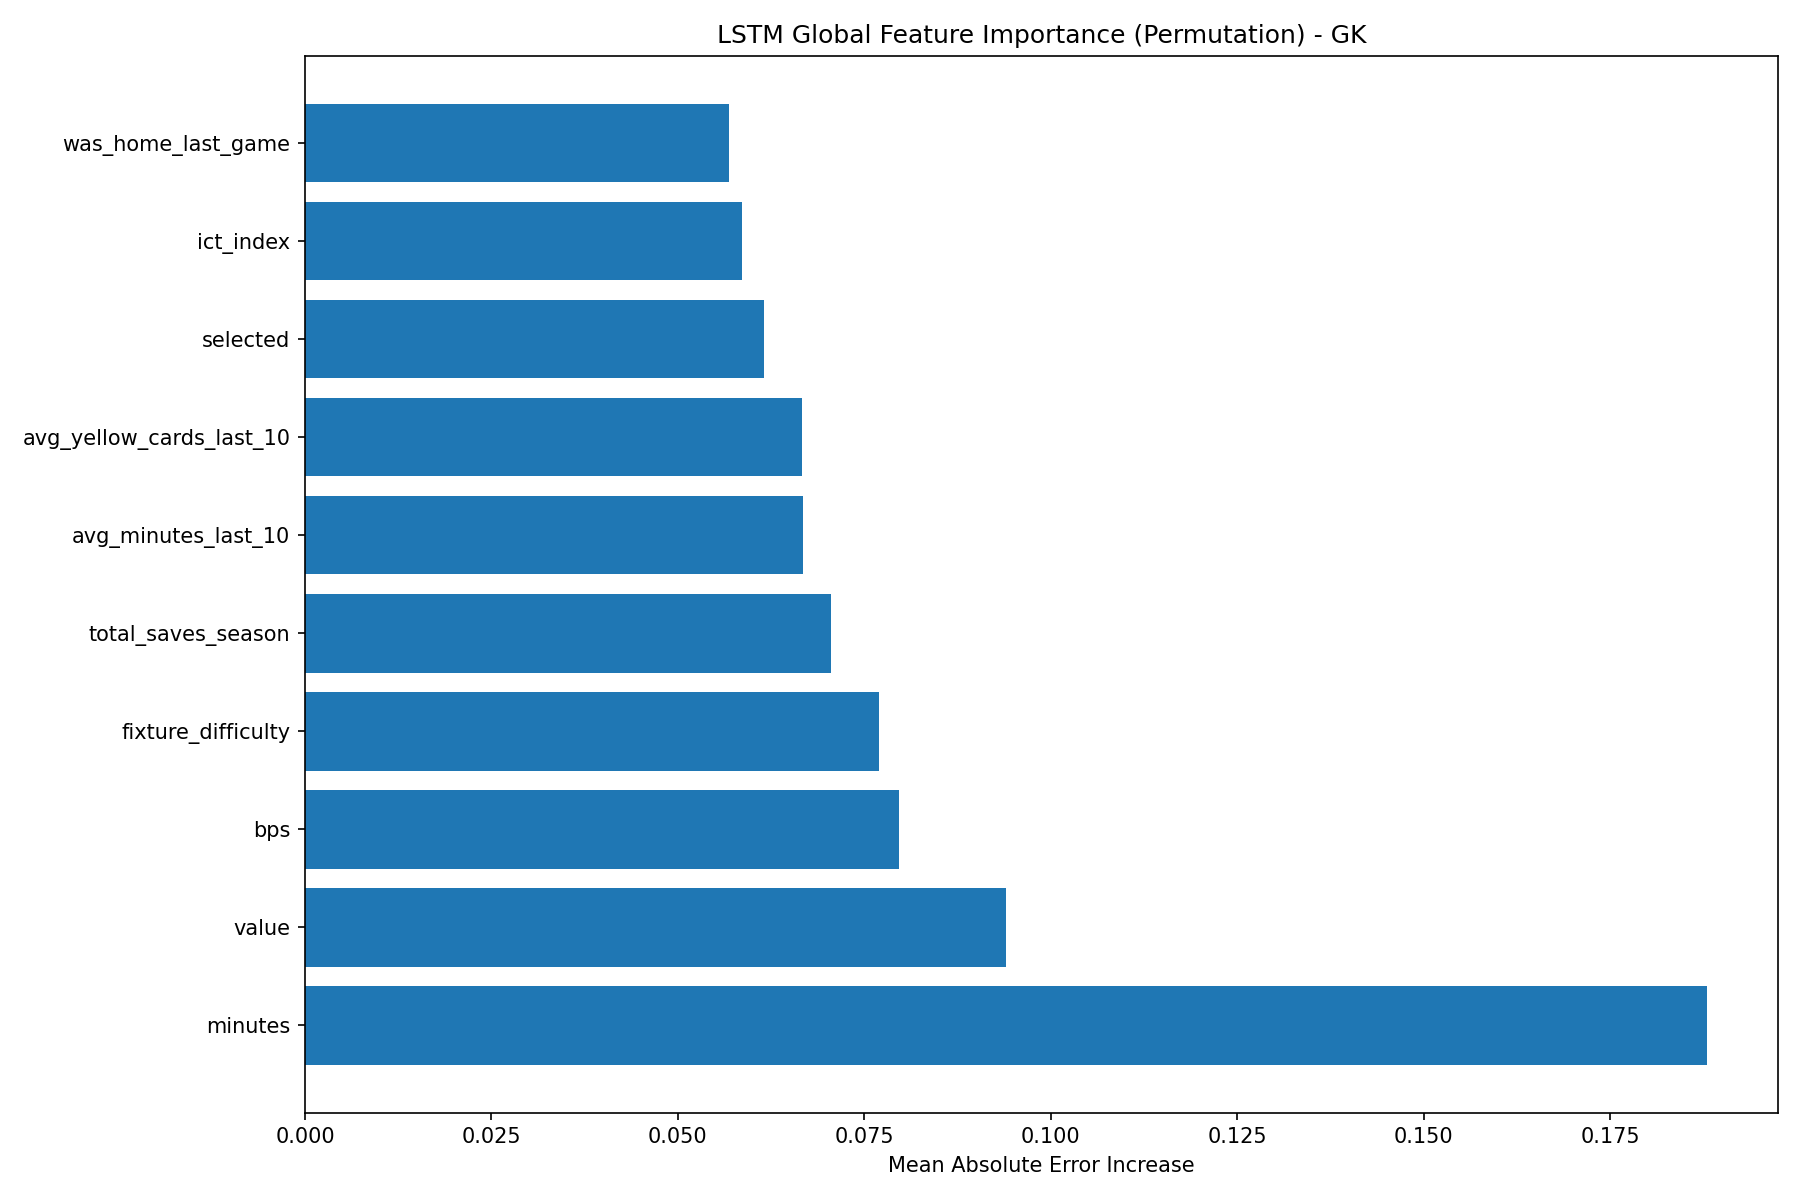 LSTM Global Feature Importance (Permutation) - GK
was_home_last_game
ict_index
selected
avg_yellow_cards_last_10
avg_minutes_last_10
total_saves_season
fixture_difficulty
bps
value
minutes
0.000 0.025 0.050 0.075 0.100 0.125 0.150 0.175
Mean Absolute Error Increase